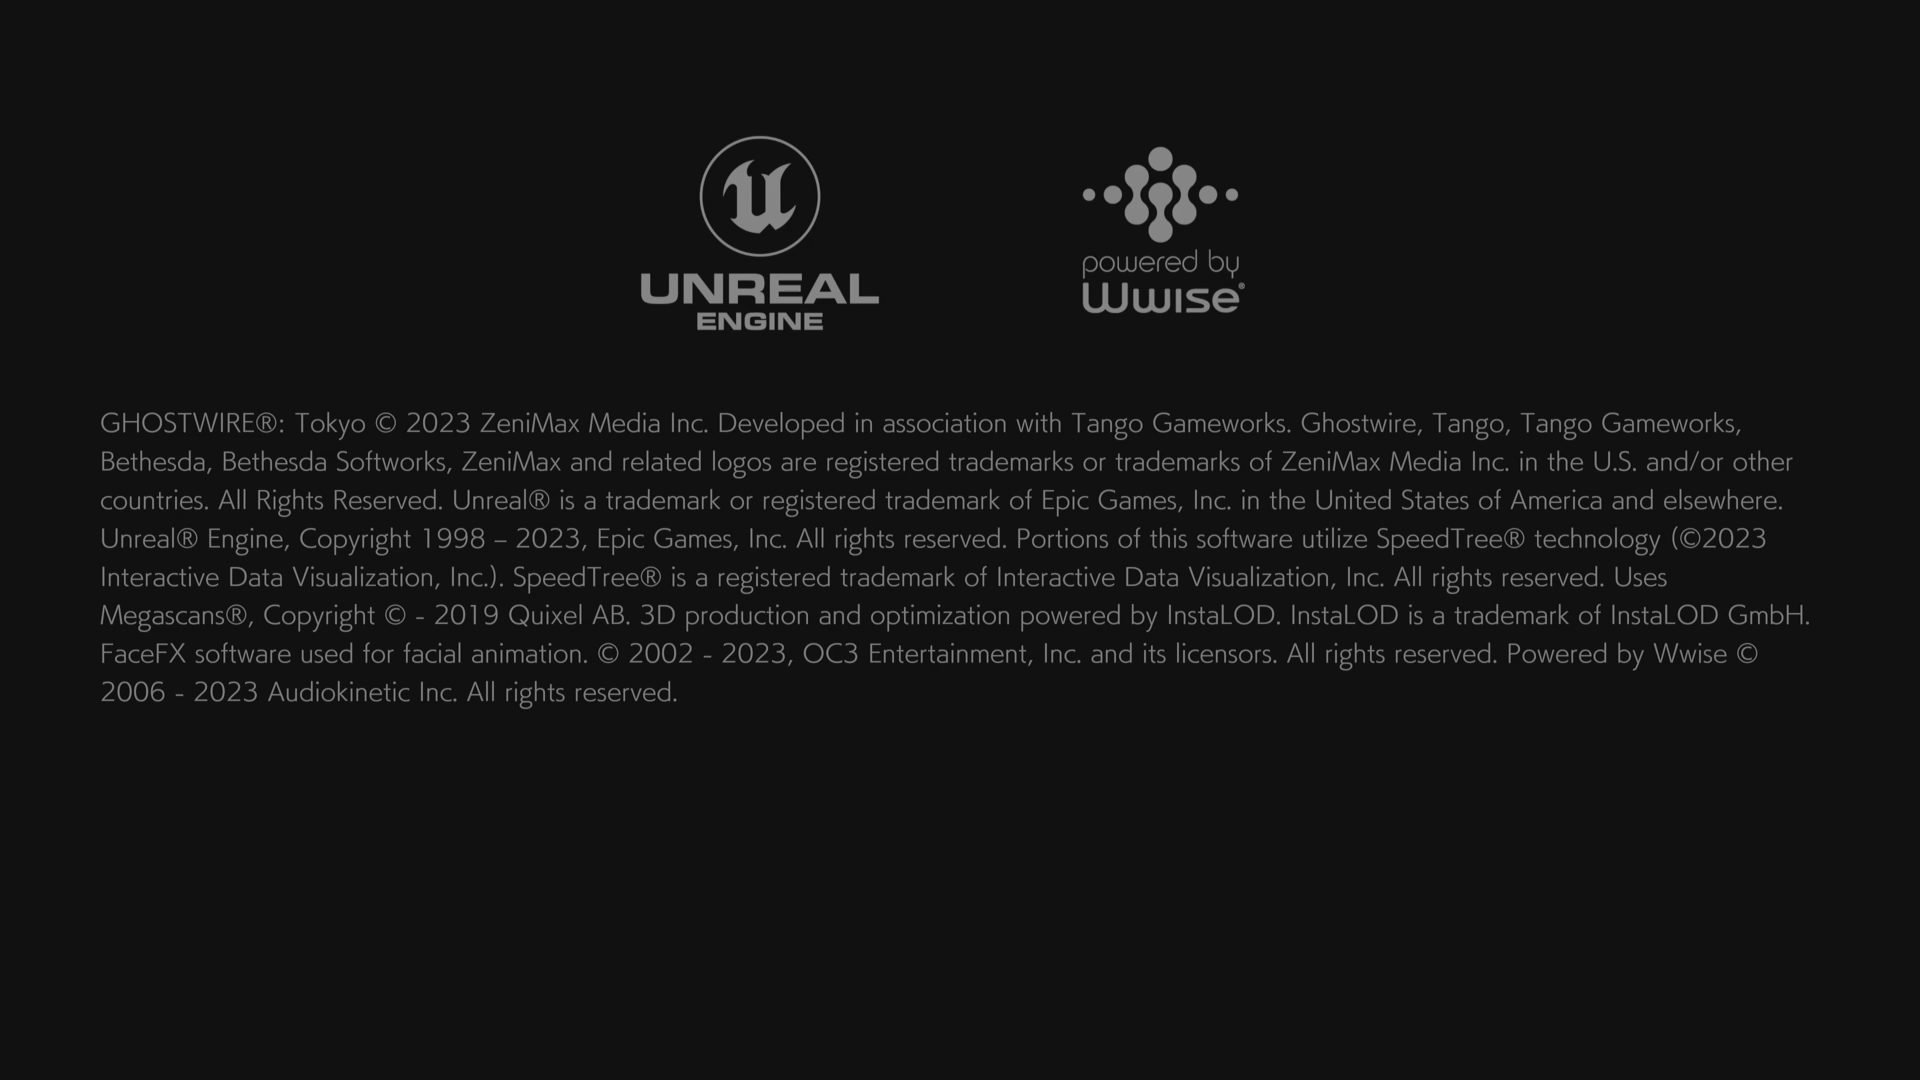 UNREAL
ENGINE
powered by
Wwise®
GHOSTWIRE®: Tokyo © 2023 ZeniMax Media Inc. Developed in association with Tango Gameworks. Ghostwire, Tango, Tango Gameworks,
Bethesda, Bethesda Softworks, ZeniMax and related logos are registered trademarks or trademarks of ZeniMax Media Inc. in the U.S. and/or other
countries. All Rights Reserved. Unreal® is a trademark or registered trademark of Epic Games, Inc. in the United States of America and elsewhere.
Unreal® Engine, Copyright 1998 – 2023, Epic Games, Inc. All rights reserved. Portions of this software utilize SpeedTree® technology (©2023
Interactive Data Visualization, Inc.). SpeedTree® is a registered trademark of Interactive Data Visualization, Inc. All rights reserved. Uses
Megascans®, Copyright © - 2019 Quixel AB. 3D production and optimization powered by InstaLOD. InstaLOD is a trademark of InstaLOD GmbH.
FaceFX software used for facial animation. © 2002 - 2023, OC3 Entertainment, Inc. and its licensors. All rights reserved. Powered by Wwise ©
2006 - 2023 Audiokinetic Inc. All rights reserved.